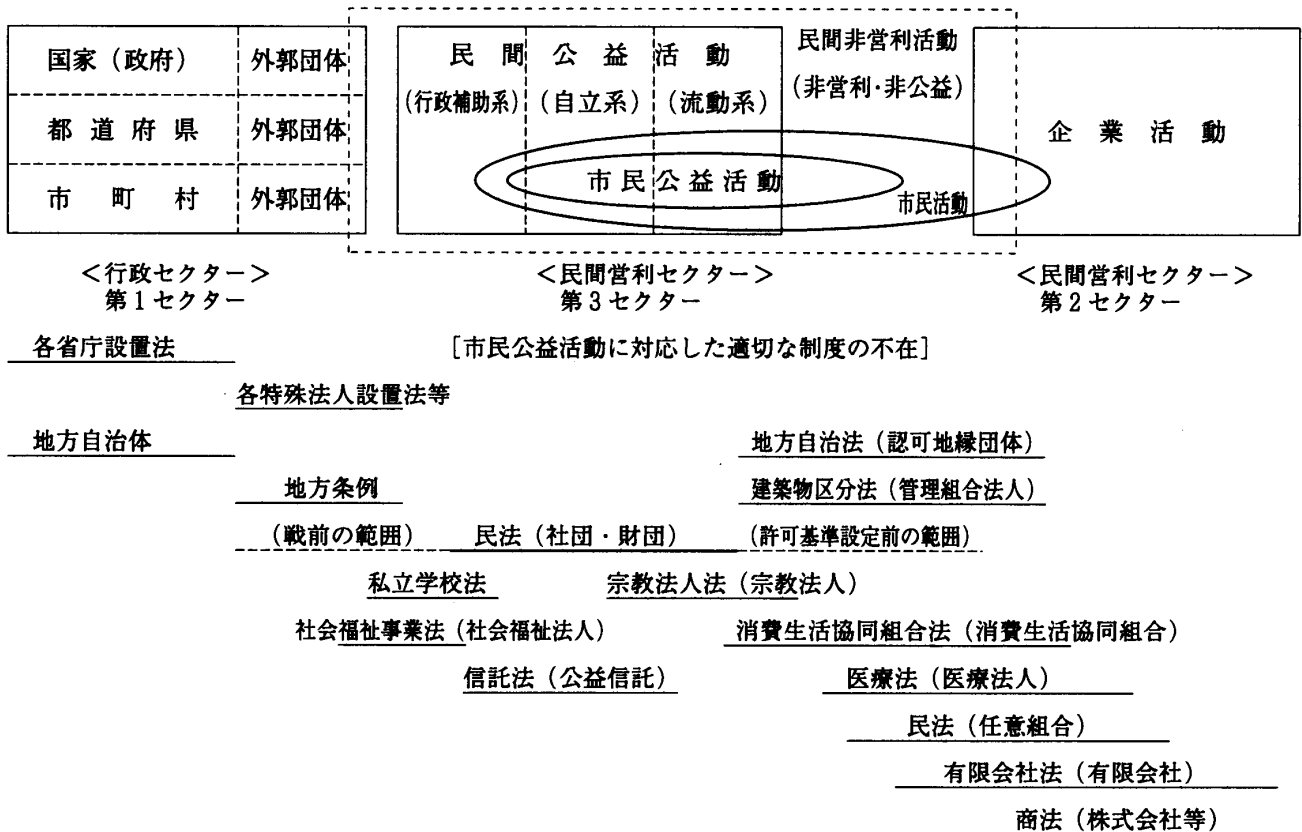 国家（政府） 外郭団体
都道府県 外郭団体
市町村 外郭団体
民間公益活動
(行政補助系) (自立系) (流動系)
民間非営利活動
(非営利・非公益)
企業活動
市民公益活動
市民活動
＜行政セクター＞
第1セクター
＜民間営利セクター＞
第3セクター
＜民間営利セクター＞
第2セクター
各省庁設置法
［市民公益活動に対応した適切な制度の不在］
各特殊法人設置法等
地方自治体
地方自治法（認可地縁団体）
地方条例
建築物区分法（管理組合法人）
（戦前の範囲） 民法（社団・財団） （許可基準設定前の範囲）
私立学校法 宗教法人法（宗教法人）
社会福祉事業法（社会福祉法人） 消費生活協同組合法（消費生活協同組合）
信託法（公益信託） 医療法（医療法人）
民法（任意組合）
有限会社法（有限会社）
商法（株式会社等）